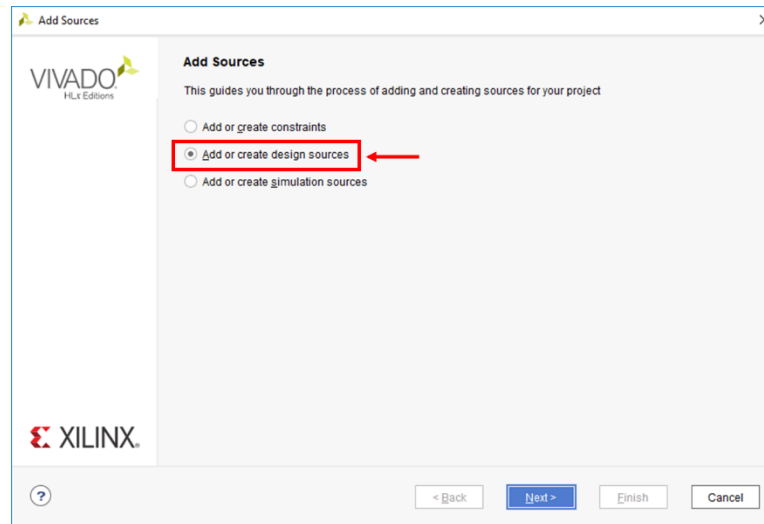 Add Sources
VIVADO
HLx Editions
Add Sources
This guides you through the process of adding and creating sources for your project
Add or create constraints
Add or create design sources
Add or create simulation sources
XILINX
?
< Back
Next >
Finish
Cancel